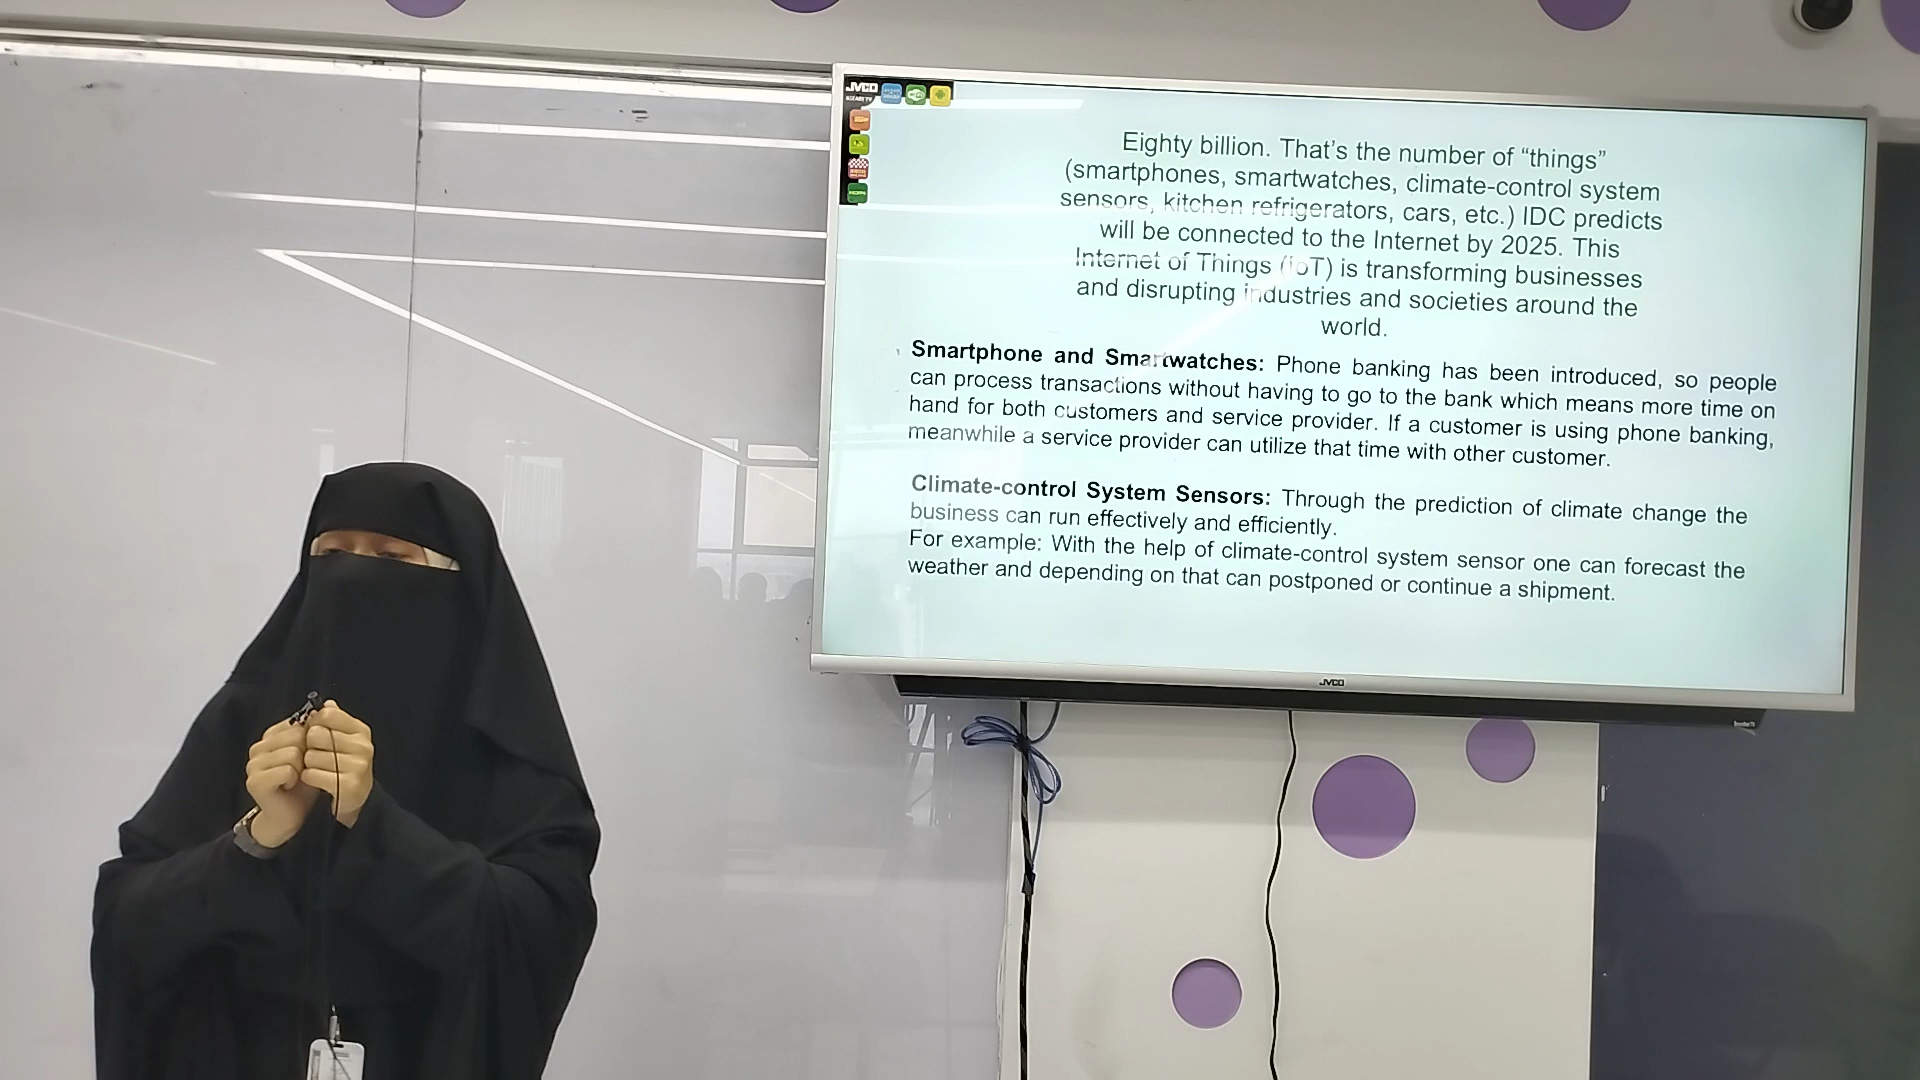 JVCO
Eighty billion. That's the number of “things”
(smartphones, smartwatches, climate-control system
sensors, kitchen refrigerators, cars, etc.) IDC predicts
will be connected to the Internet by 2025. This
Internet of Things (IoT) is transforming businesses
and disrupting industries and societies around the
world.
Smartphone and Smartwatches: Phone banking has been introduced, so people
can process transactions without having to go to the bank which means more time on
hand for both customers and service provider. If a customer is using phone banking,
meanwhile a service provider can utilize that time with other customer.
Climate-control System Sensors: Through the prediction of climate change the
business can run effectively and efficiently.
For example: With the help of climate-control system sensor one can forecast the
weather and depending on that can postponed or continue a shipment.
JVCO